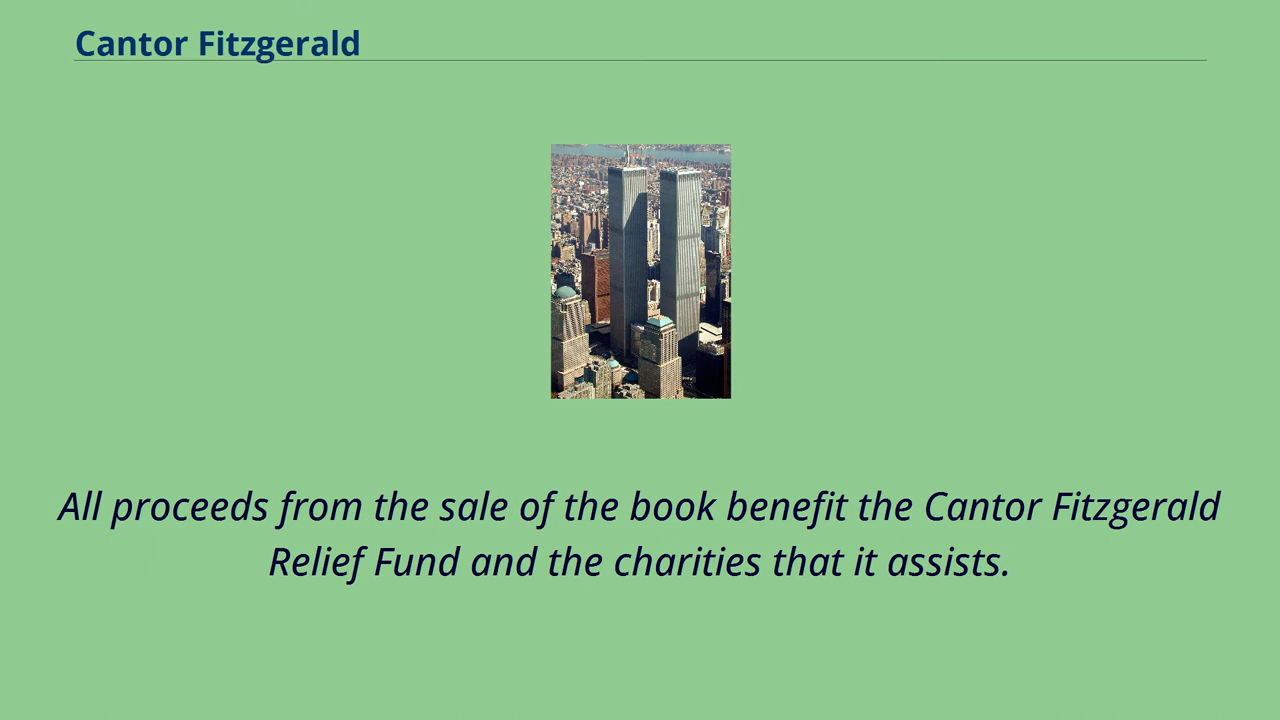 Cantor Fitzgerald
All proceeds from the sale of the book benefit the Cantor Fitzgerald
Relief Fund and the charities that it assists.